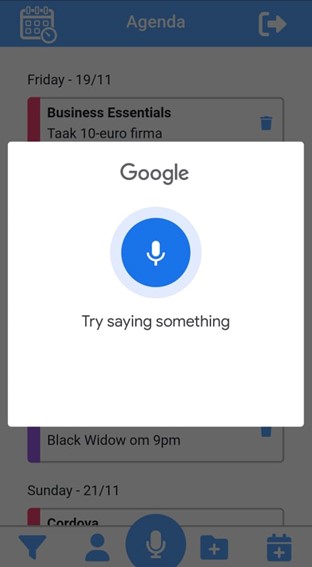 Agenda
Friday - 19/11
Business Essentials
Taak 10-euro firma
Google
Try saying something
Black Widow om 9pm
Sunday - 21/11
Cordova